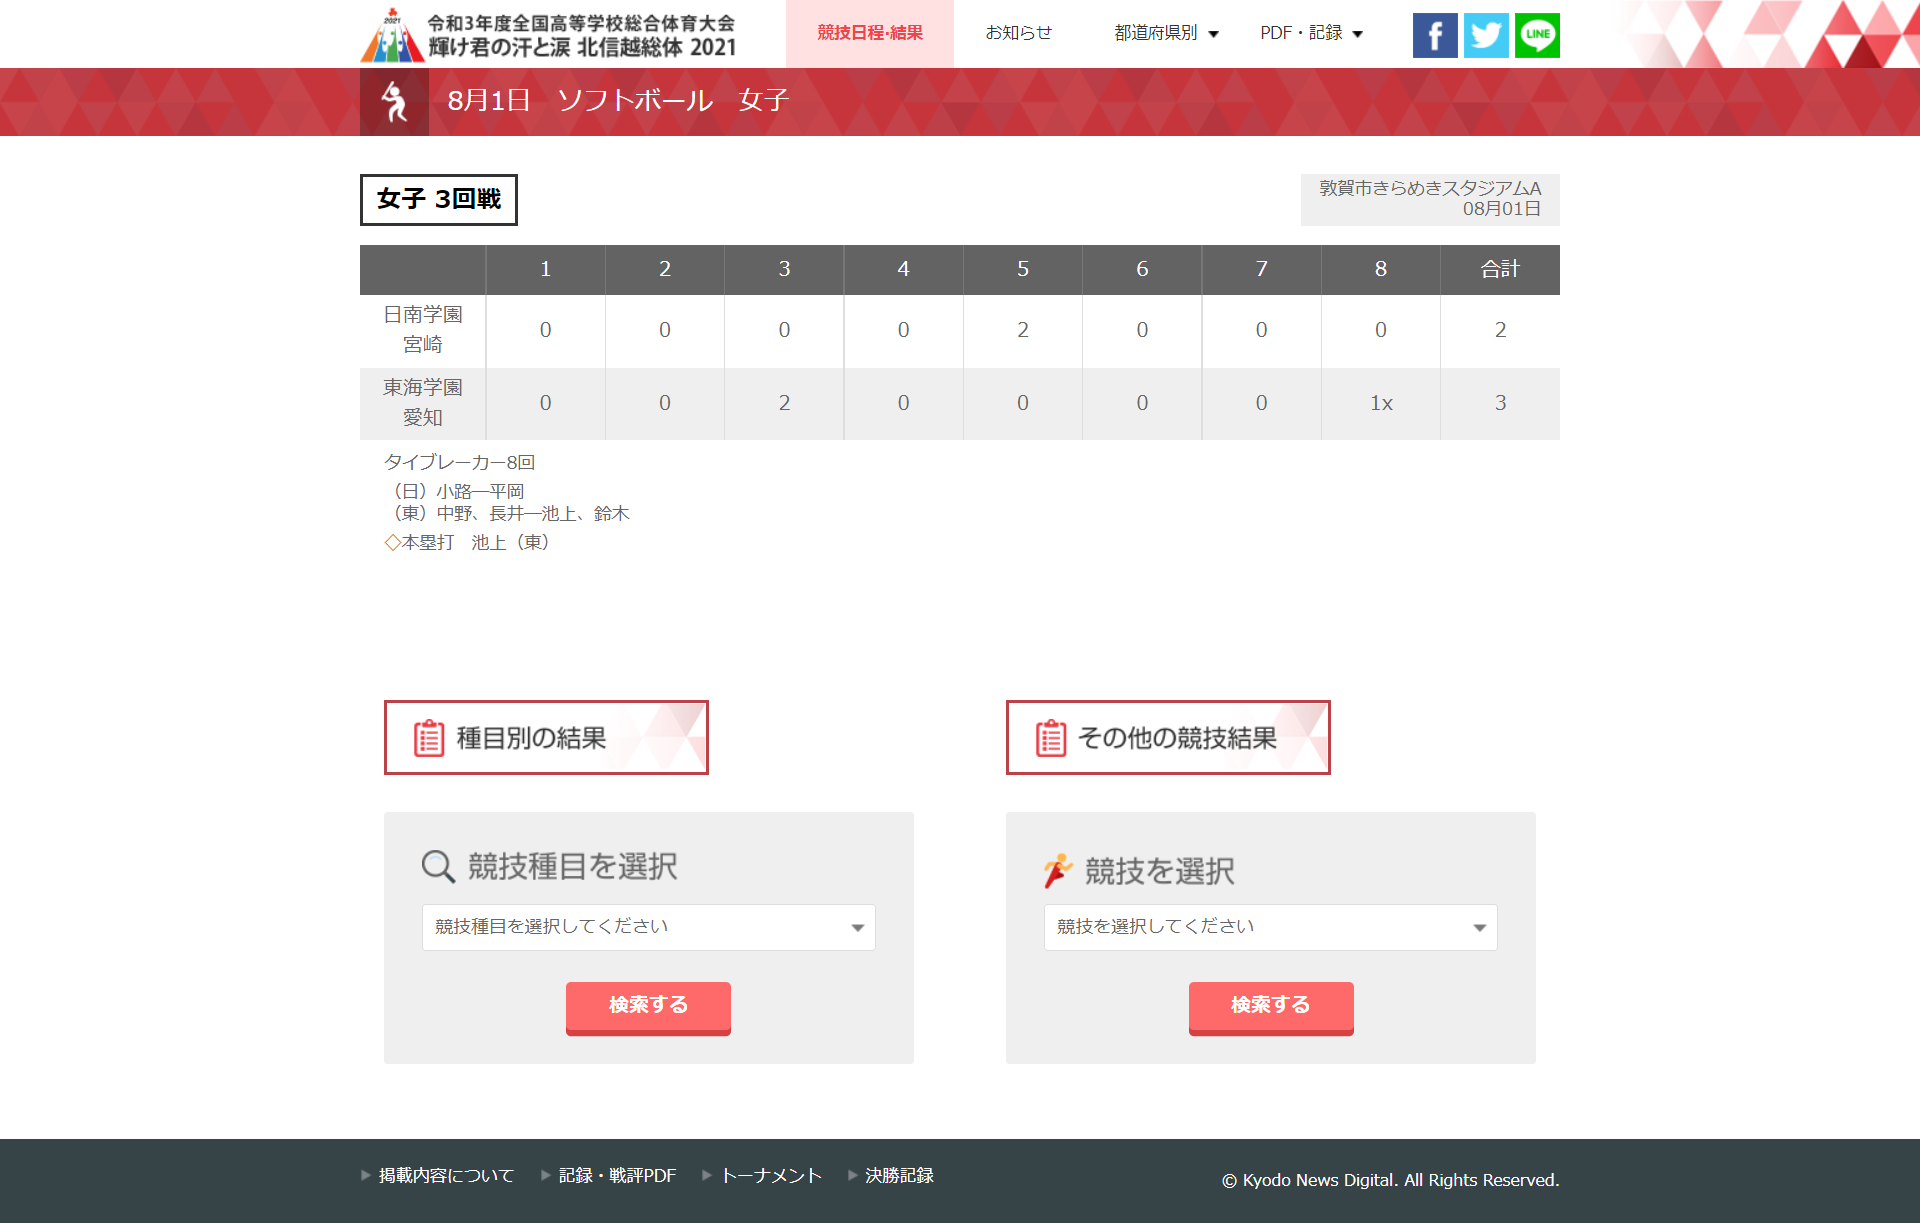 2021
令和3年度全国高等学校総合体育大会
輝け君の汗と涙 北信越総体 2021
競技日程·結果
お知らせ
都道府県別 ▼
PDF・記録 ▼
f
LINE
8月1日　ソフトボール　女子
女子 3回戦
敦賀市きらめきスタジアムA
08月01日
1 2 3 4 5 6 7 8 合計
日南学園
宮崎
0 0 0 0 2 0 0 0 2
東海学園
愛知
0 0 2 0 0 0 0 1x 3
タイブレーカー8回
（日）小路―平岡
（東）中野、長井―池上、鈴木
◇本塁打　池上（東）
種目別の結果
その他の競技結果
競技種目を選択
競技種目を選択してください
検索する
競技を選択
競技を選択してください
検索する
掲載内容について
記録・戦評PDF
トーナメント
決勝記録
© Kyodo News Digital. All Rights Reserved.